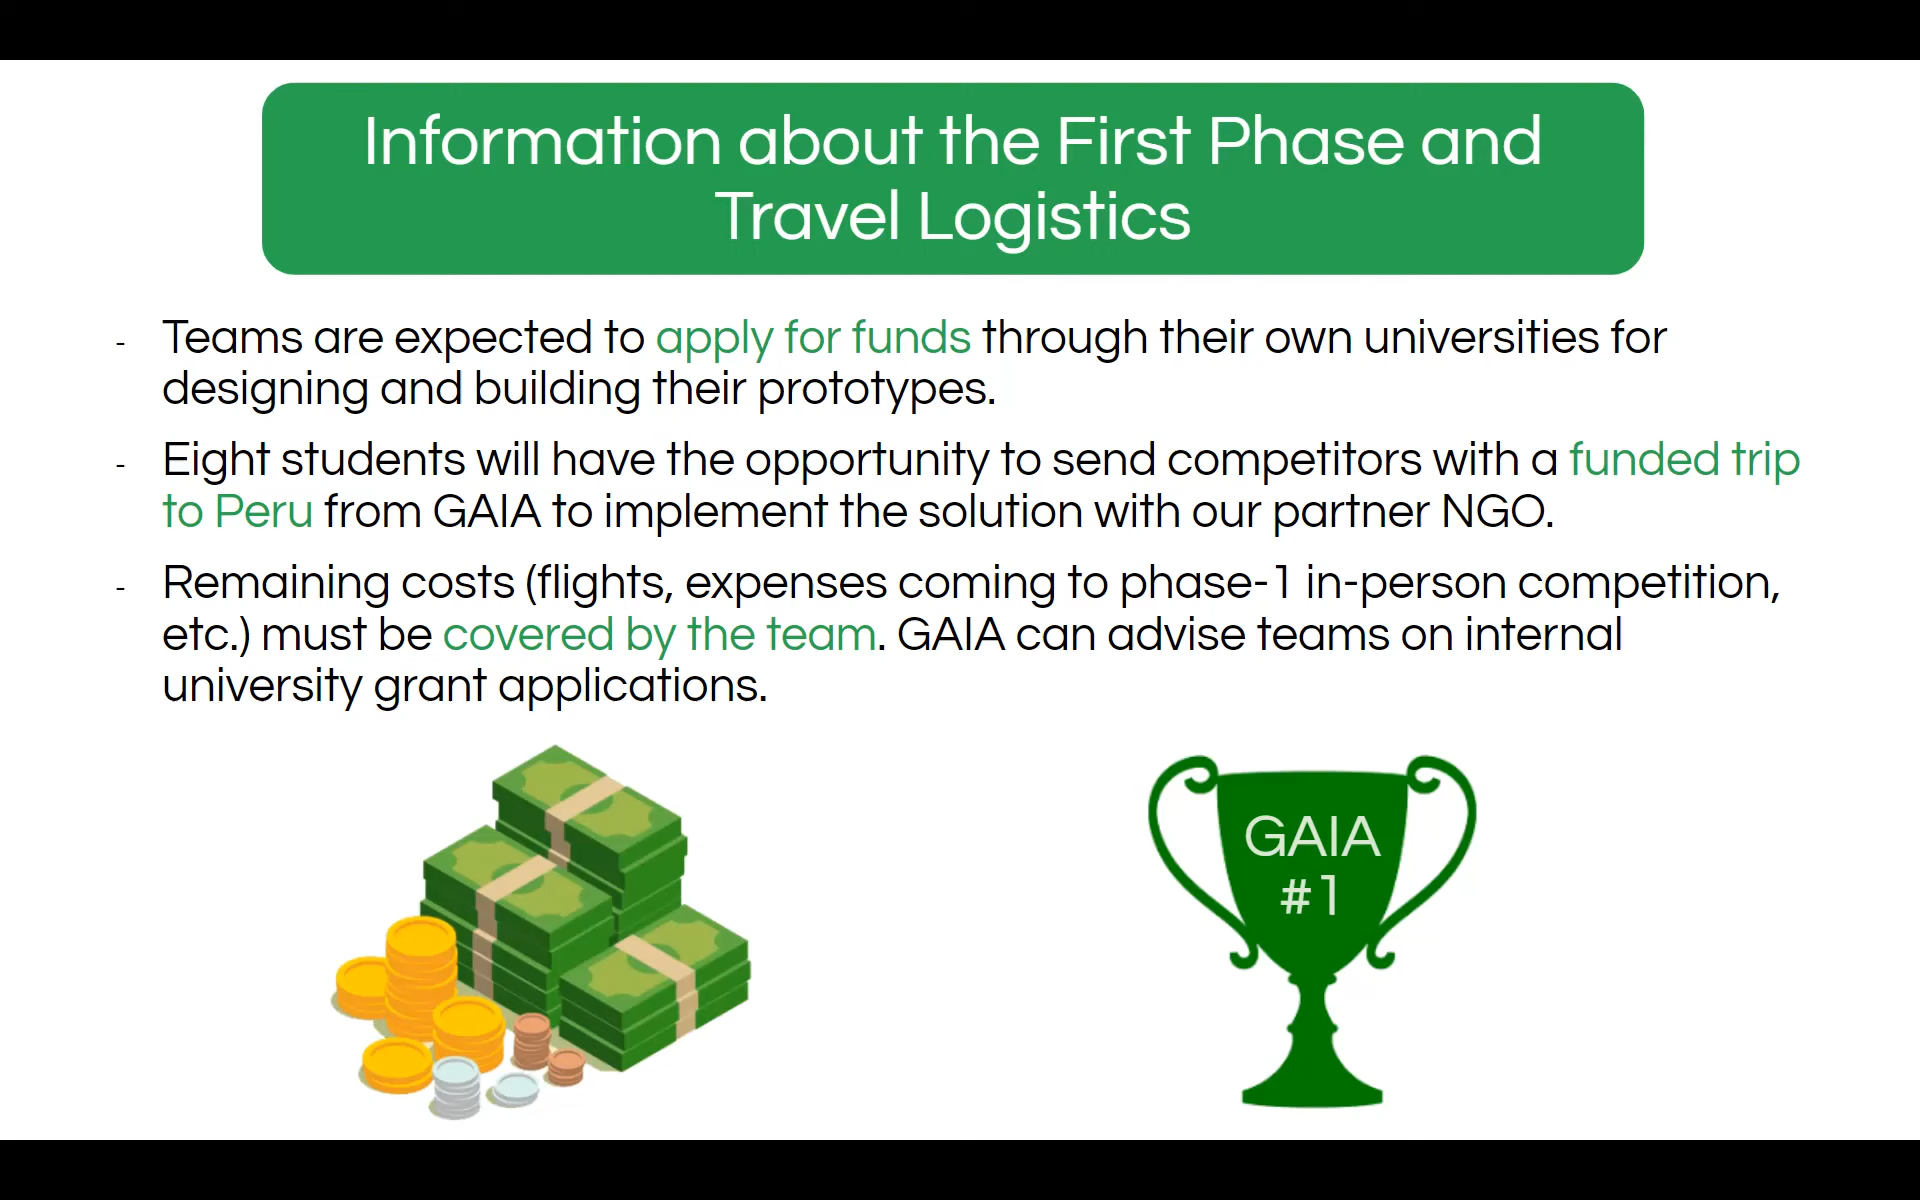 Information about the First Phase and
Travel Logistics
- Teams are expected to apply for funds through their own universities for
designing and building their prototypes.
- Eight students will have the opportunity to send competitors with a funded trip
to Peru from GAIA to implement the solution with our partner NGO.
- Remaining costs (flights, expenses coming to phase-1 in-person competition,
etc.) must be covered by the team. GAIA can advise teams on internal
university grant applications.
GAIA
#1